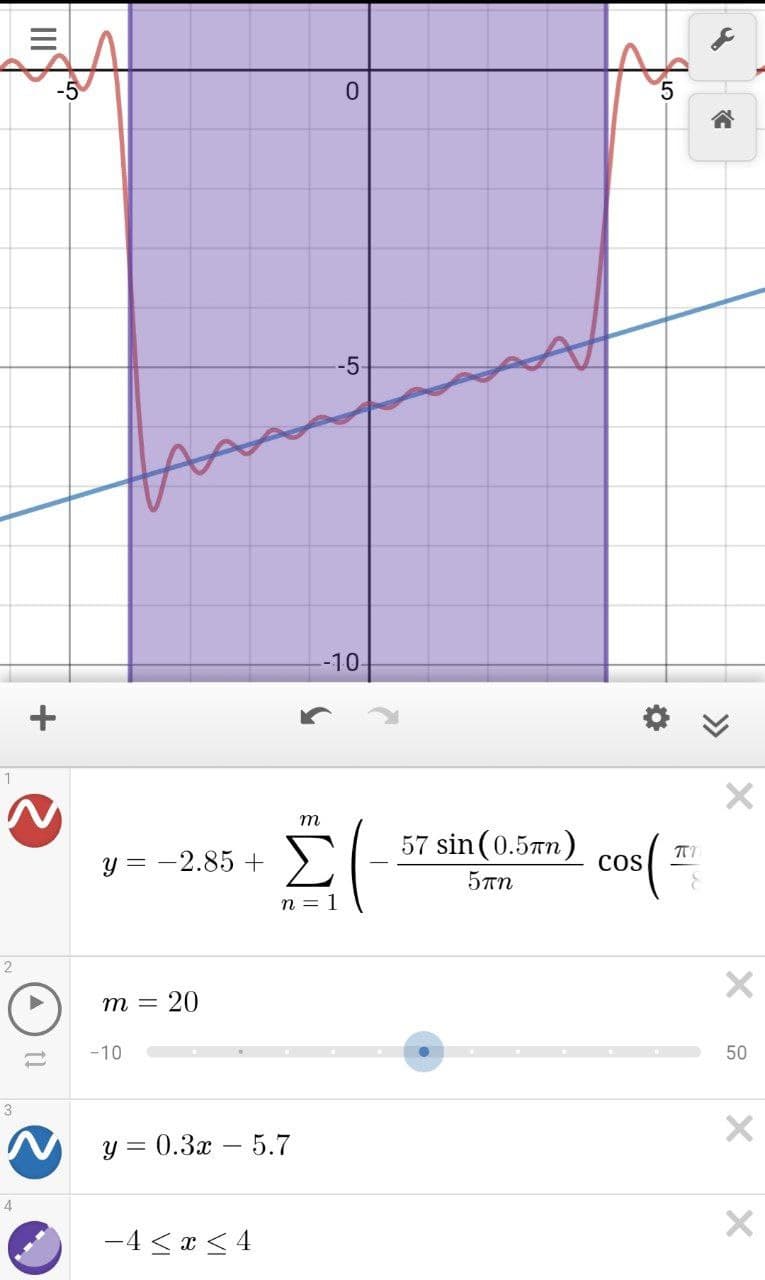 -5
0
5
-5
-10
1
y = −2.85 + ∑ m n = 1 ( − 57 sin(0.5πn) / 5πn cos( π
2
m = 20
−10
50
3
y = 0.3x − 5.7
4
−4 ≤ x ≤ 4